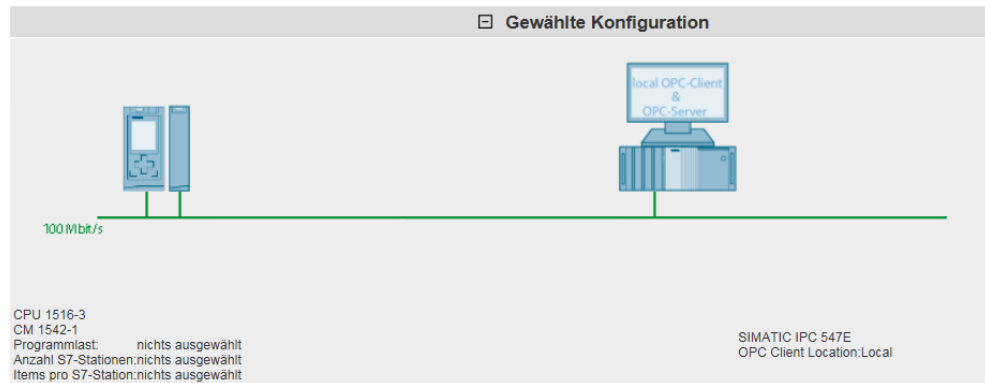 Gewählte Konfiguration
local OPC-Client
&
OPC-Server
100 Mbit/s
CPU 1516-3
CM 1542-1
Programmlast: nichts ausgewählt
Anzahl S7-Stationen:nichts ausgewählt
Items pro S7-Station:nichts ausgewählt
SIMATIC IPC 547E
OPC Client Location:Local